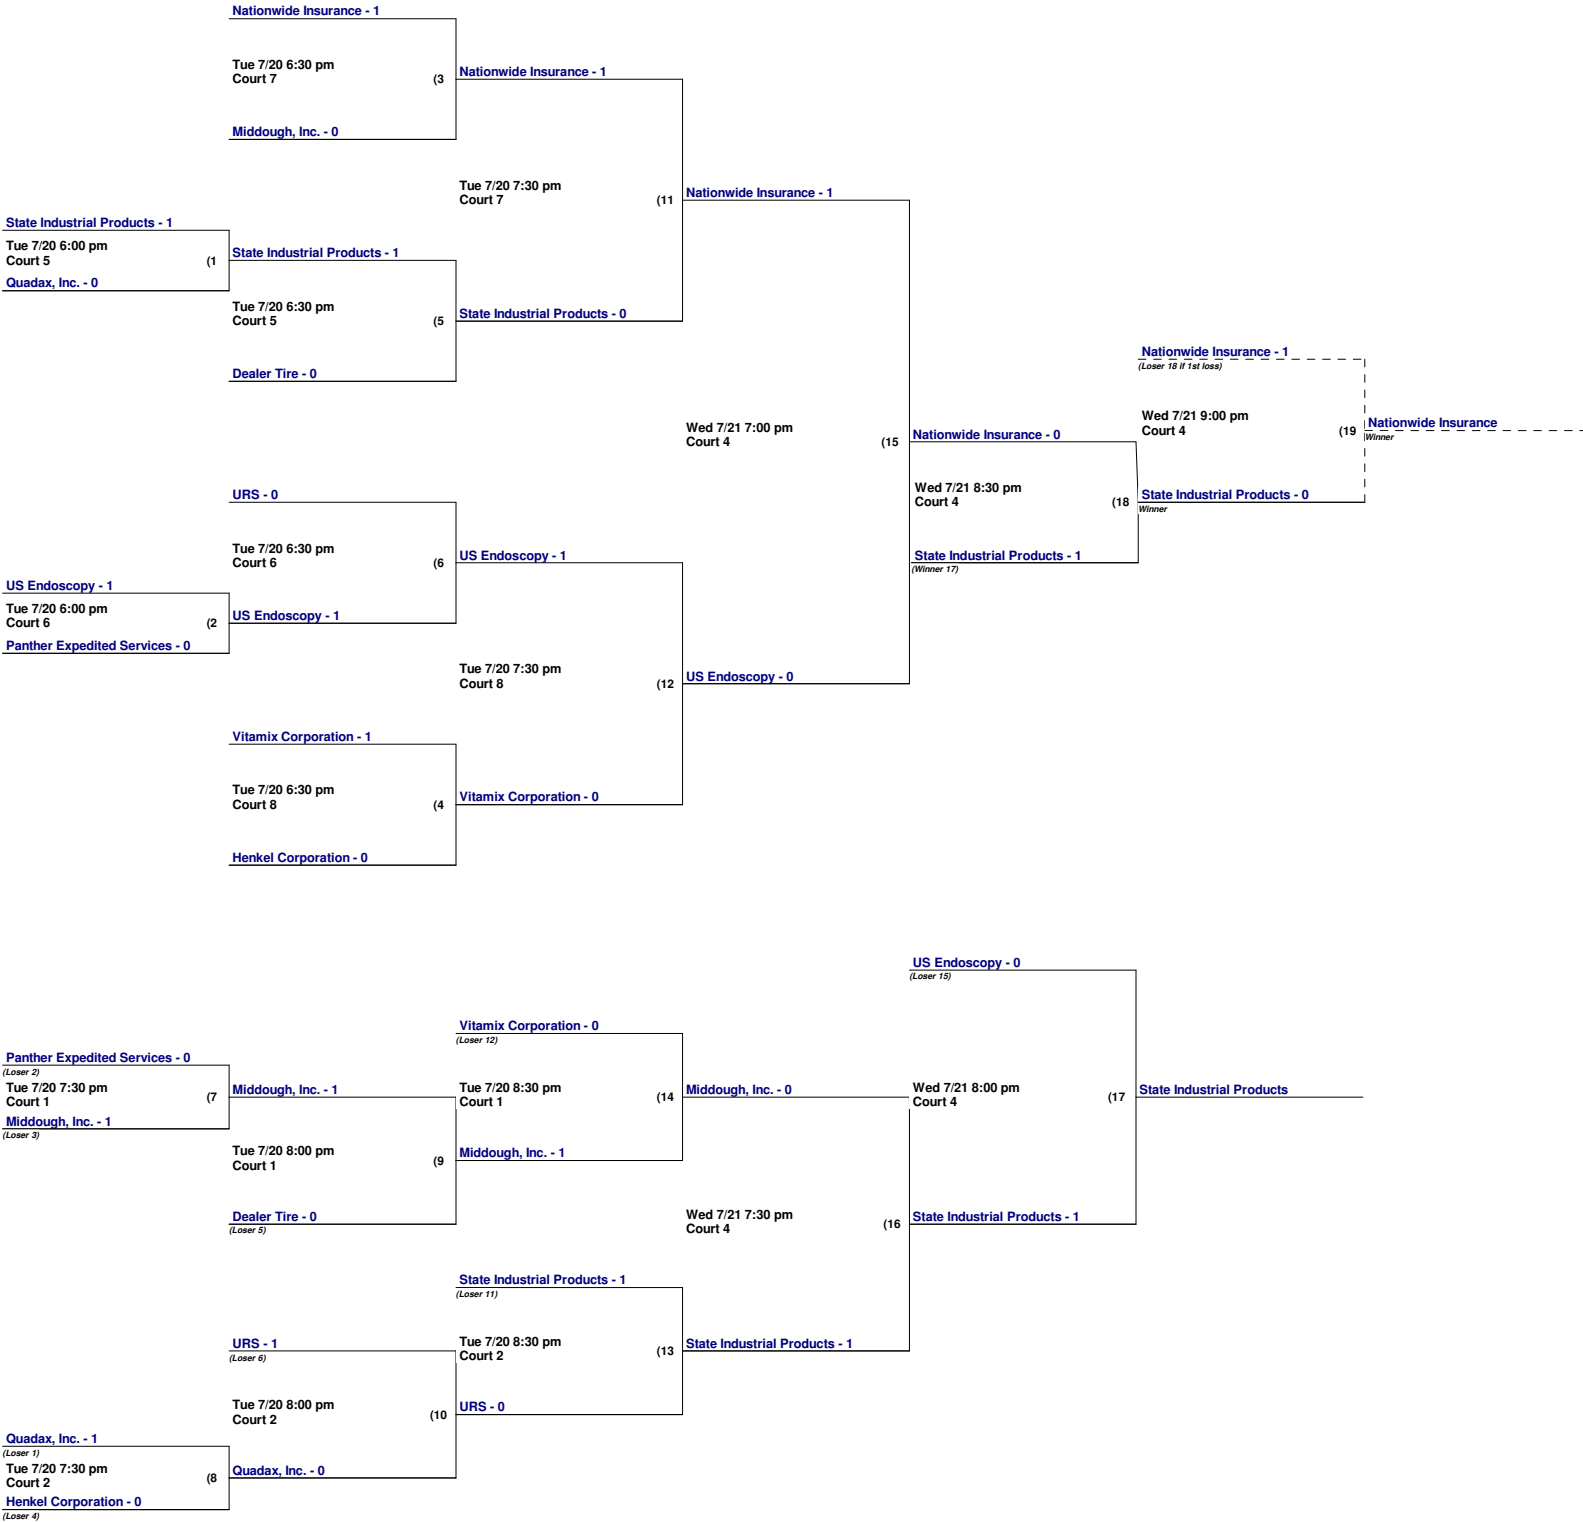 Nationwide Insurance - 1
Tue 7/20 6:30 pm
Court 7
(3
Nationwide Insurance - 1
Middough, Inc. - 0
Tue 7/20 7:30 pm
Court 7
(11
Nationwide Insurance - 1
State Industrial Products - 1
Tue 7/20 6:00 pm
Court 5
(1
State Industrial Products - 1
Quadax, Inc. - 0
Tue 7/20 6:30 pm
Court 5
(5
State Industrial Products - 0
Dealer Tire - 0
Nationwide Insurance - 1
(Loser 18 if 1st loss)
Wed 7/21 9:00 pm
Court 4
(19
Nationwide Insurance
Winner
Wed 7/21 7:00 pm
Court 4
(15
Nationwide Insurance - 0
Wed 7/21 8:30 pm
Court 4
(18
State Industrial Products - 0
Winner
URS - 0
Tue 7/20 6:30 pm
Court 6
(6
US Endoscopy - 1
State Industrial Products - 1
(Winner 17)
US Endoscopy - 1
Tue 7/20 6:00 pm
Court 6
(2
US Endoscopy - 1
Panther Expedited Services - 0
Tue 7/20 7:30 pm
Court 8
(12
US Endoscopy - 0
Vitamix Corporation - 1
Tue 7/20 6:30 pm
Court 8
(4
Vitamix Corporation - 0
Henkel Corporation - 0
US Endoscopy - 0
(Loser 15)
Vitamix Corporation - 0
(Loser 12)
Panther Expedited Services - 0
(Loser 2)
Tue 7/20 7:30 pm
Court 1
(7
Middough, Inc. - 1
Tue 7/20 8:30 pm
Court 1
(14
Middough, Inc. - 0
Wed 7/21 8:00 pm
Court 4
(17
State Industrial Products
Middough, Inc. - 1
(Loser 3)
Tue 7/20 8:00 pm
Court 1
(9
Middough, Inc. - 1
Dealer Tire - 0
(Loser 5)
Wed 7/21 7:30 pm
Court 4
(16
State Industrial Products - 1
State Industrial Products - 1
(Loser 11)
URS - 1
(Loser 6)
Tue 7/20 8:30 pm
Court 2
(13
State Industrial Products - 1
Tue 7/20 8:00 pm
Court 2
(10
URS - 0
Quadax, Inc. - 1
(Loser 1)
Tue 7/20 7:30 pm
Court 2
(8
Quadax, Inc. - 0
Henkel Corporation - 0
(Loser 4)